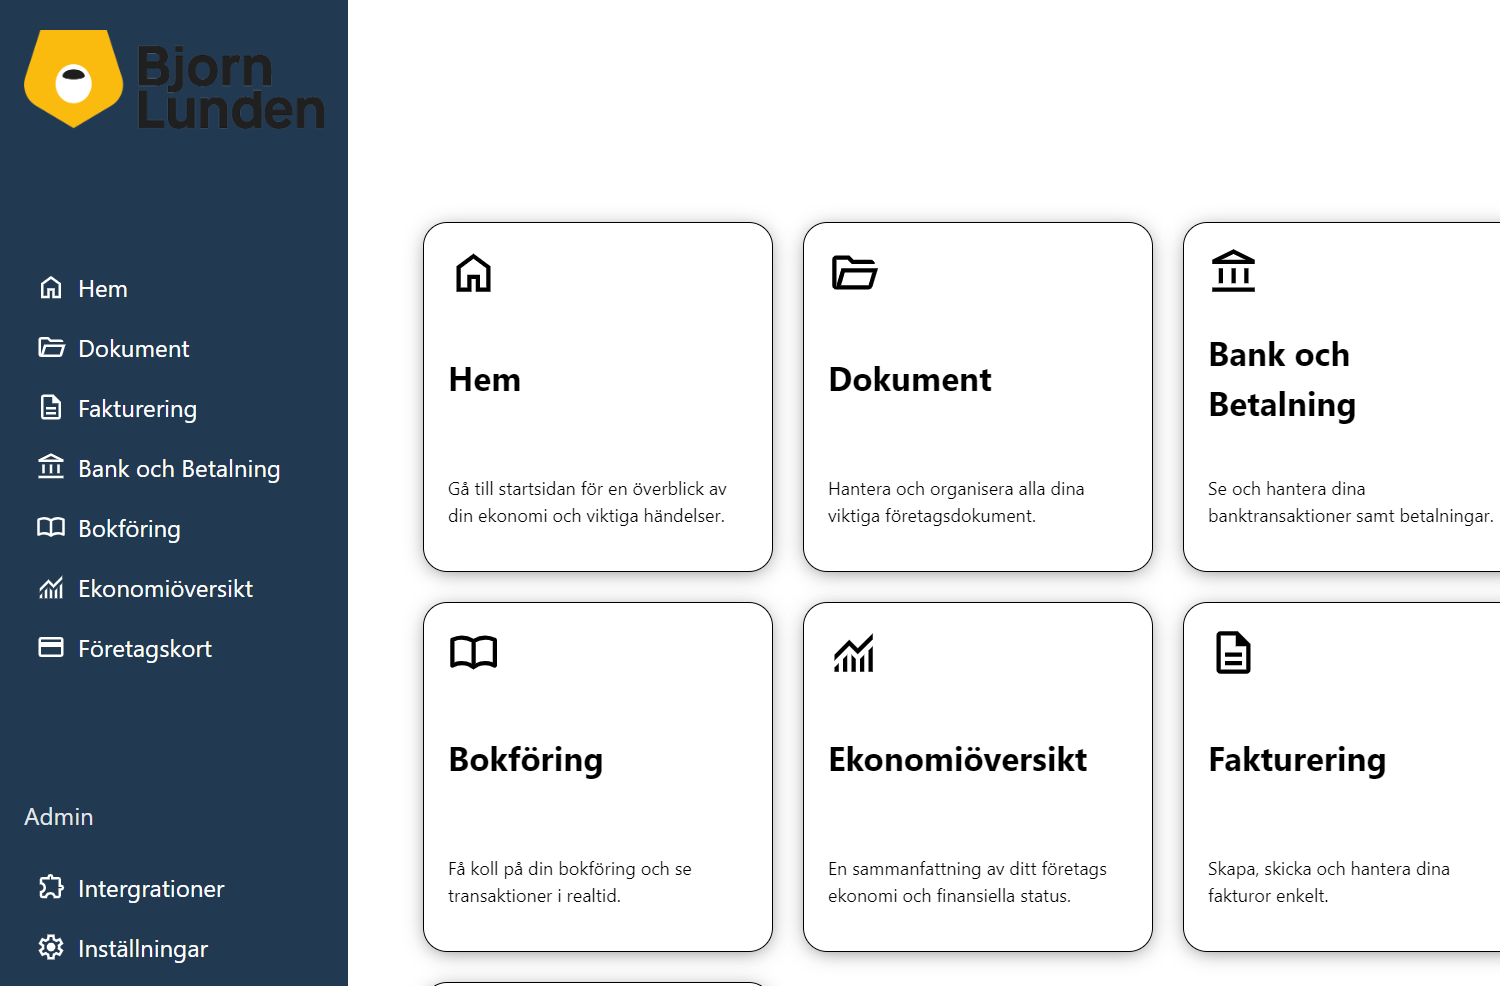 Bjorn
Lunden
Hem
Dokument
Fakturering
Bank och Betalning
Bokföring
Ekonomiöversikt
Företagskort
Admin
Intergrationer
Inställningar
Hem
Gå till startsidan för en överblick av
din ekonomi och viktiga händelser.
Dokument
Hantera och organisera alla dina
viktiga företagsdokument.
Bank och
Betalning
Se och hantera dina
banktransaktioner samt betalningar.
Bokföring
Få koll på din bokföring och se
transaktioner i realtid.
Ekonomiöversikt
En sammanfattning av ditt företags
ekonomi och finansiella status.
Fakturering
Skapa, skicka och hantera dina
fakturor enkelt.